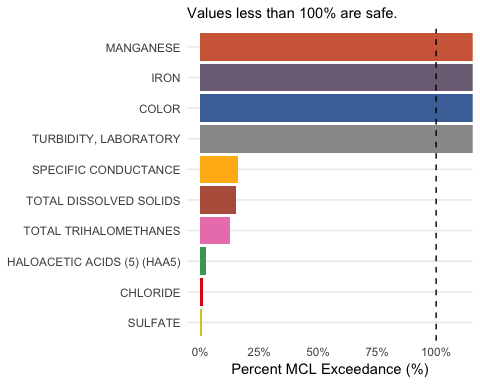 Values less than 100% are safe.
MANGANESE
IRON
COLOR
TURBIDITY, LABORATORY
SPECIFIC CONDUCTANCE
TOTAL DISSOLVED SOLIDS
TOTAL TRIHALOMETHANES
HALOACETIC ACIDS (5) (HAA5)
CHLORIDE
SULFATE
0% 25% 50% 75% 100%
Percent MCL Exceedance (%)